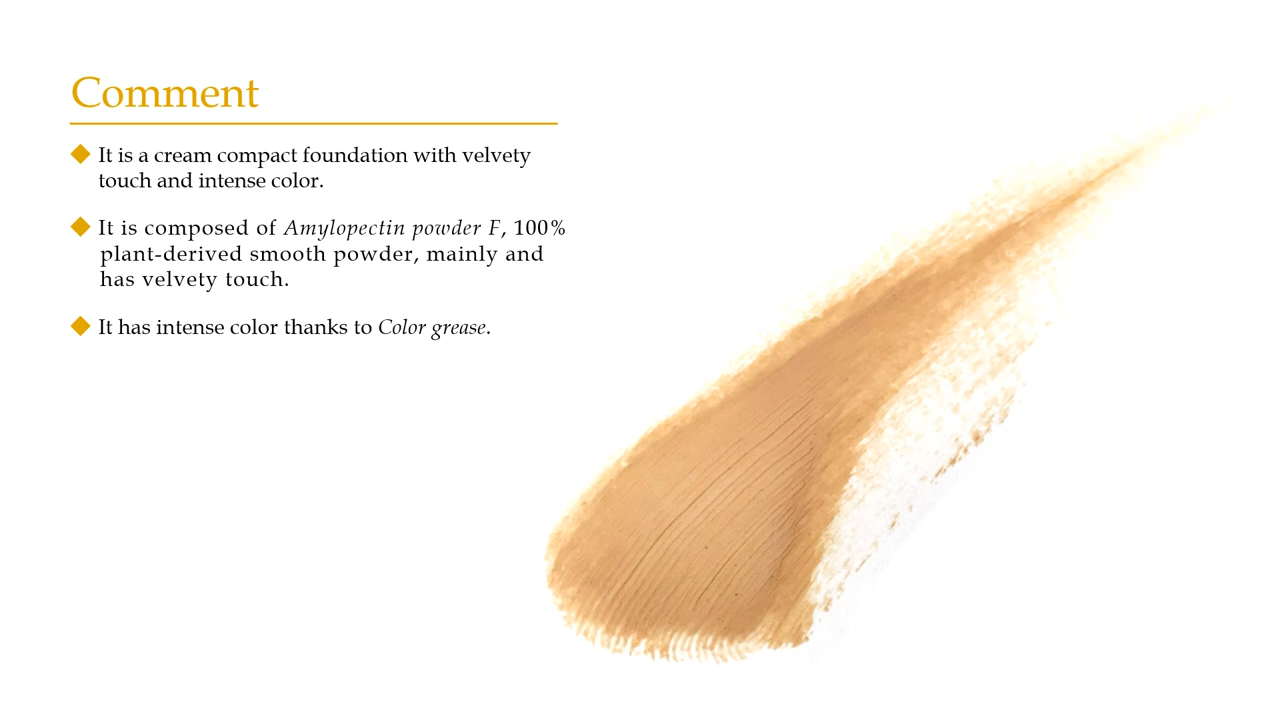 Comment
It is a cream compact foundation with velvety
touch and intense color.
It is composed of Amylopectin powder F, 100%
plant-derived smooth powder, mainly and
has velvety touch.
It has intense color thanks to Color grease.